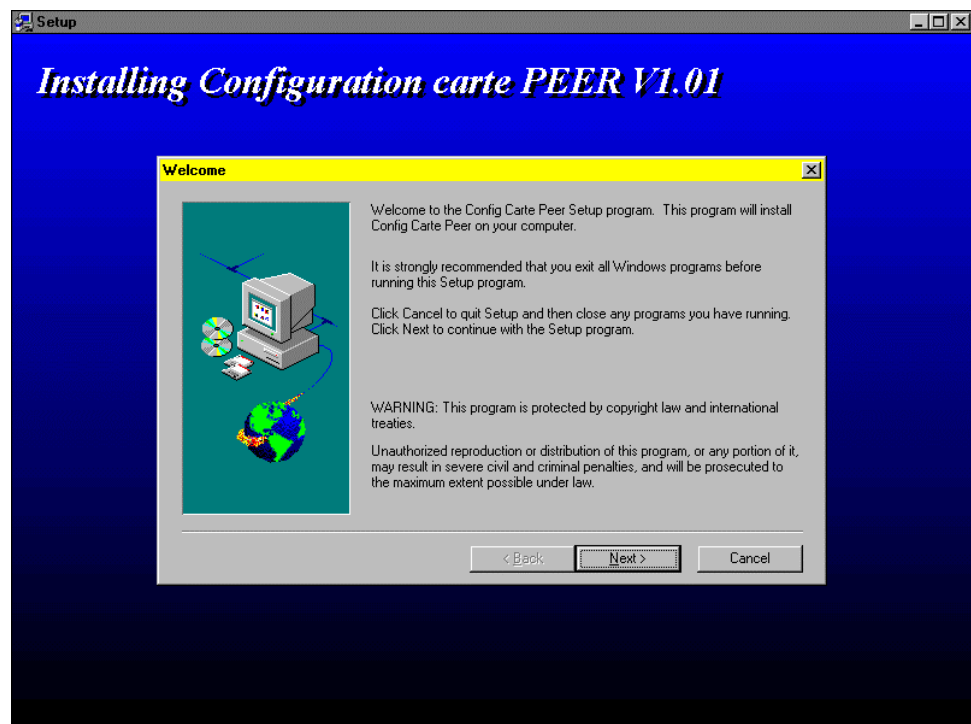 Setup
Installing Configuration carte PEER V1.01
Welcome
Welcome to the Config Carte Peer Setup program. This program will install
Config Carte Peer on your computer.
It is strongly recommended that you exit all Windows programs before
running this Setup program.
Click Cancel to quit Setup and then close any programs you have running.
Click Next to continue with the Setup program.
WARNING: This program is protected by copyright law and international
treaties.
Unauthorized reproduction or distribution of this program, or any portion of it,
may result in severe civil and criminal penalties, and will be prosecuted to
the maximum extent possible under law.
< Back Next > Cancel